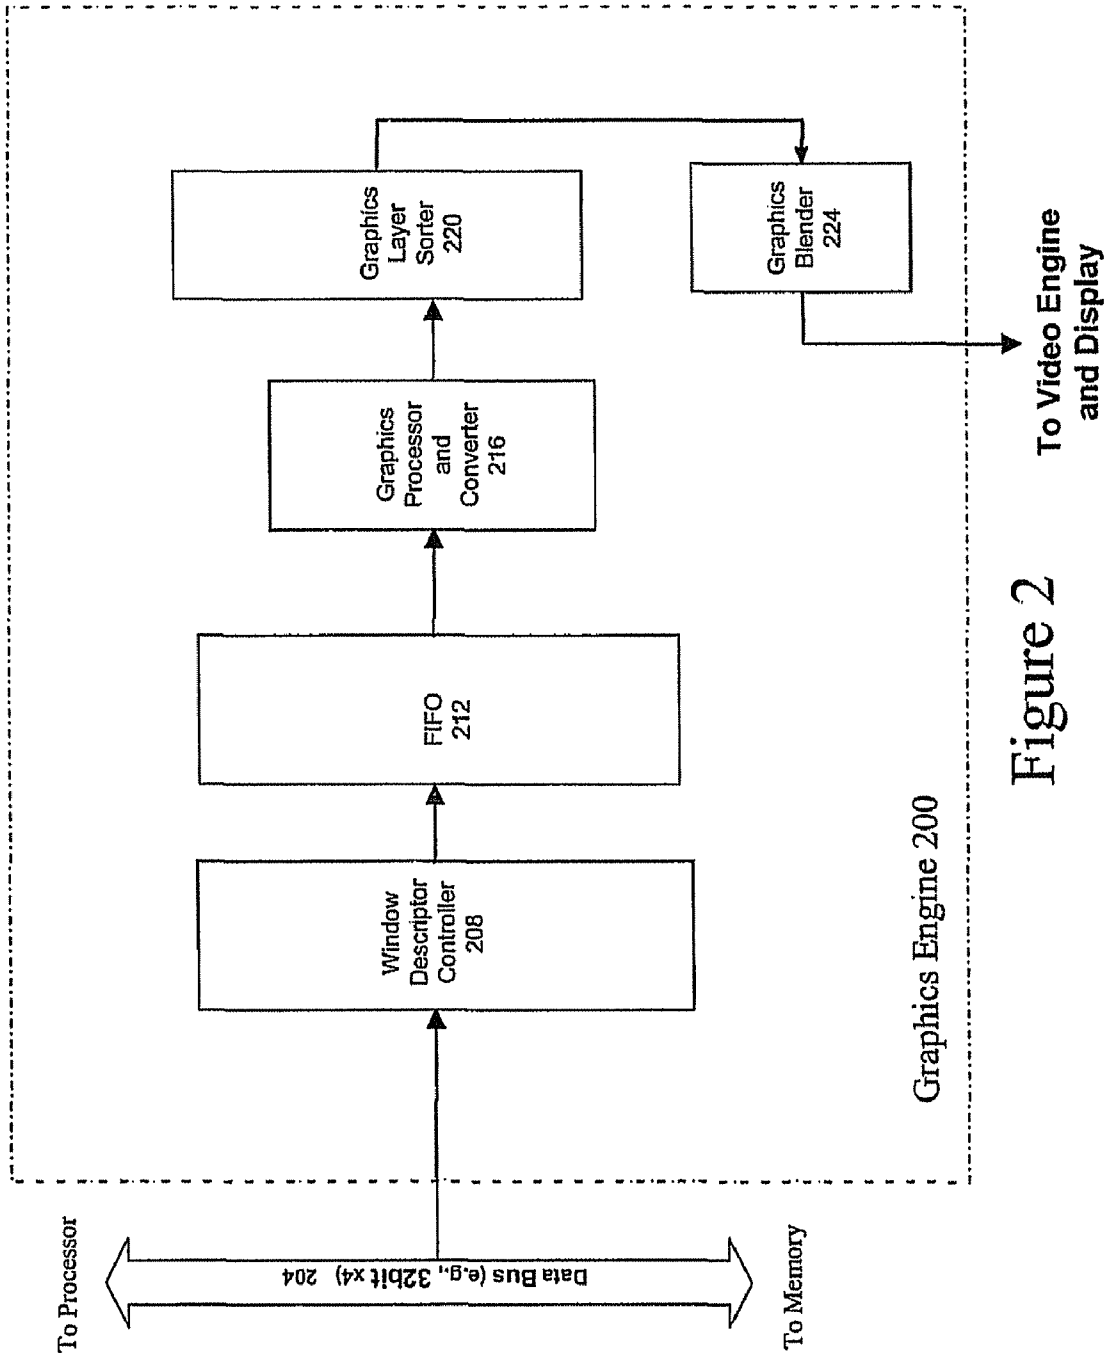 To Processor
Data Bus (e.g., 32bit x4) 204
To Memory
Window
Descriptor
Controller
208
FIFO
212
Graphics
Processor
and
Converter
216
Graphics
Layer
Sorter
220
Graphics
Blender
224
Graphics Engine 200
To Video Engine
and Display
Figure 2